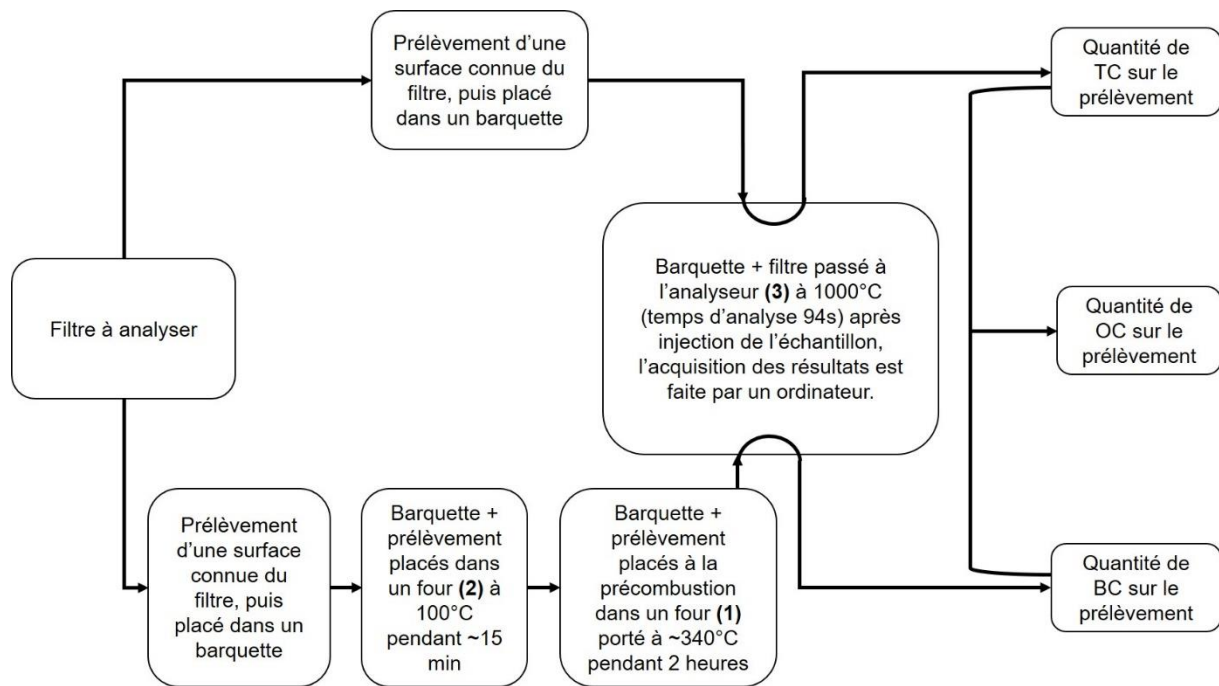 Prélèvement d’une
surface connue du
filtre, puis placé
dans un barquette
Quantité de
TC sur le
prélèvement
Filtre à analyser
Barquette + filtre passé à
l’analyseur (3) à 1000°C
(temps d’analyse 94s) après
injection de l’échantillon,
l’acquisition des résultats est
faite par un ordinateur.
Quantité de
OC sur le
prélèvement
Prélèvement
d’une surface
connue du
filtre, puis
placé dans un
barquette
Barquette +
prélèvement
placés dans
un four (2) à
100°C
pendant ~15
min
Barquette +
prélèvement
placés à la
précombustion
dans un four (1)
porté à ~340°C
pendant 2 heures
Quantité de
BC sur le
prélèvement